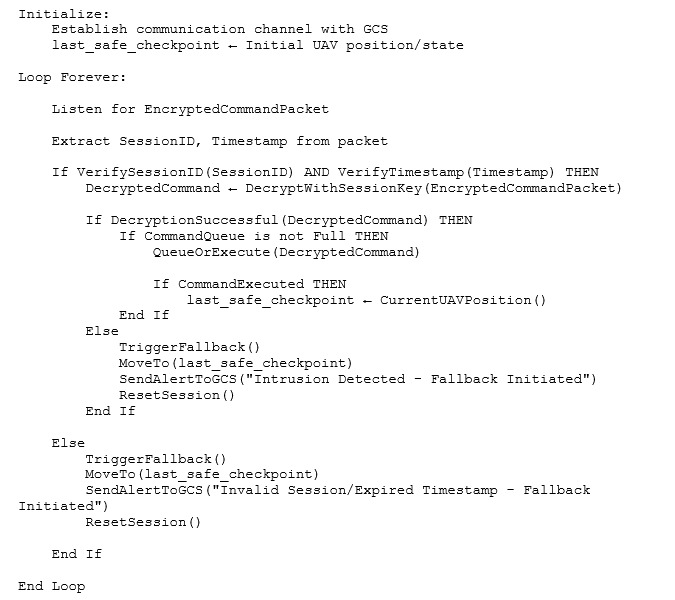 Initialize:
    Establish communication channel with GCS
    last_safe_checkpoint ← Initial UAV position/state

Loop Forever:

    Listen for EncryptedCommandPacket

    Extract SessionID, Timestamp from packet

    If VerifySessionID(SessionID) AND VerifyTimestamp(Timestamp) THEN
        DecryptedCommand ← DecryptWithSessionKey(EncryptedCommandPacket)

        If DecryptionSuccessful(DecryptedCommand) THEN
            If CommandQueue is not Full THEN
                QueueOrExecute(DecryptedCommand)

                If CommandExecuted THEN
                    last_safe_checkpoint ← CurrentUAVPosition()
            End If
        Else
            TriggerFallback()
            MoveTo(last_safe_checkpoint)
            SendAlertToGCS("Intrusion Detected – Fallback Initiated")
            ResetSession()
        End If

    Else
        TriggerFallback()
        MoveTo(last_safe_checkpoint)
        SendAlertToGCS("Invalid Session/Expired Timestamp – Fallback
Initiated")
        ResetSession()

    End If

End Loop